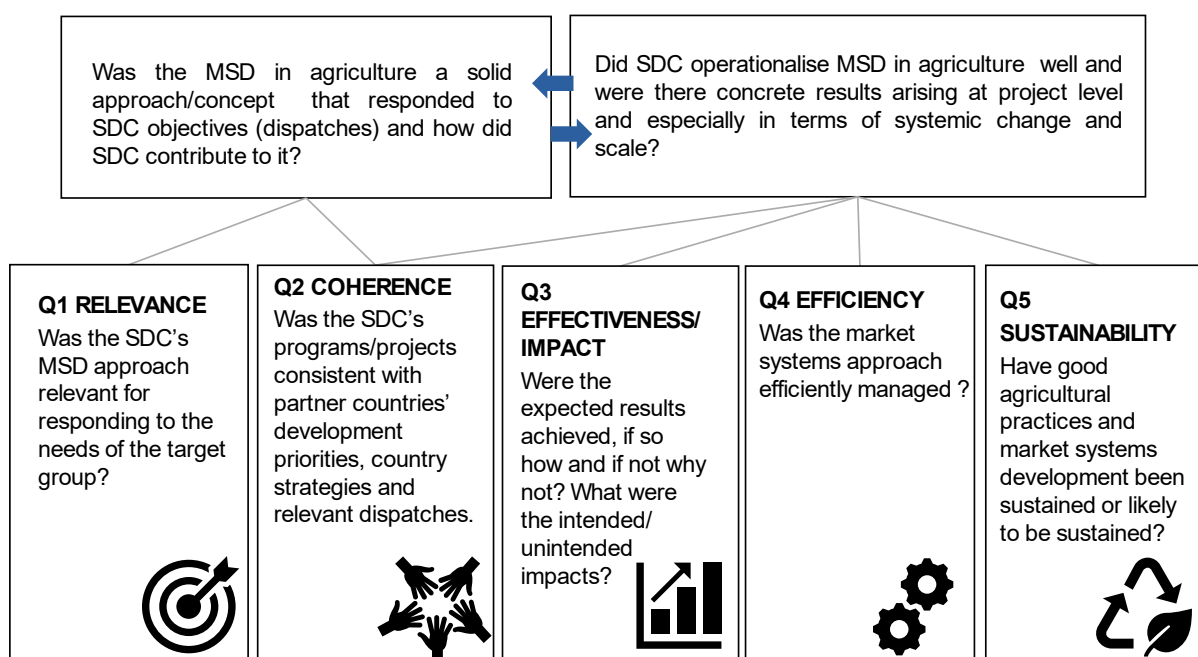 Was the MSD in agriculture a solid
approach/concept that responded to
SDC objectives (dispatches) and how did
SDC contribute to it?
Did SDC operationalise MSD in agriculture well and
were there concrete results arising at project level
and especially in terms of systemic change and
scale?
Q1 RELEVANCE
Was the SDC's
MSD approach
relevant for
responding to the
needs of the target
group?
Q2 COHERENCE
Was the SDC's
programs/projects
consistent with
partner countries'
development
priorities, country
strategies and
relevant dispatches.
Q3
EFFECTIVENESS/
IMPACT
Were the
expected results
achieved, if so
how and if not why
not? What were
the intended/
unintended
impacts?
Q4 EFFICIENCY
Was the market
systems approach
efficiently managed ?
Q5
SUSTAINABILITY
Have good
agricultural
practices and
market systems
development been
sustained or likely
to be sustained?